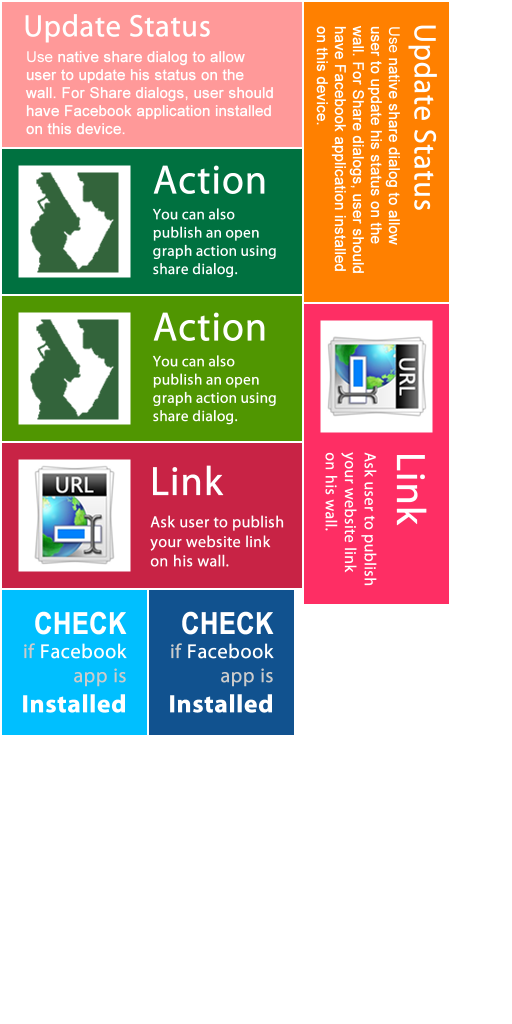 Update Status
Use native share dialog to allow
user to update his status on the
wall. For Share dialogs, user should
have Facebook application installed
on this device.
Action
You can also
publish an open
graph action using
share dialog.
Action
You can also
publish an open
graph action using
share dialog.
URL
Link
Ask user to publish
your website link
on his wall.
CHECK
if Facebook
app is
Installed
CHECK
if Facebook
app is
Installed
Update Status
Use native share dialog to allow
user to update his status on the
wall. For Share dialogs, user should
have Facebook application installed
on this device.
URL
Link
Ask user to publish
your website link
on his wall.